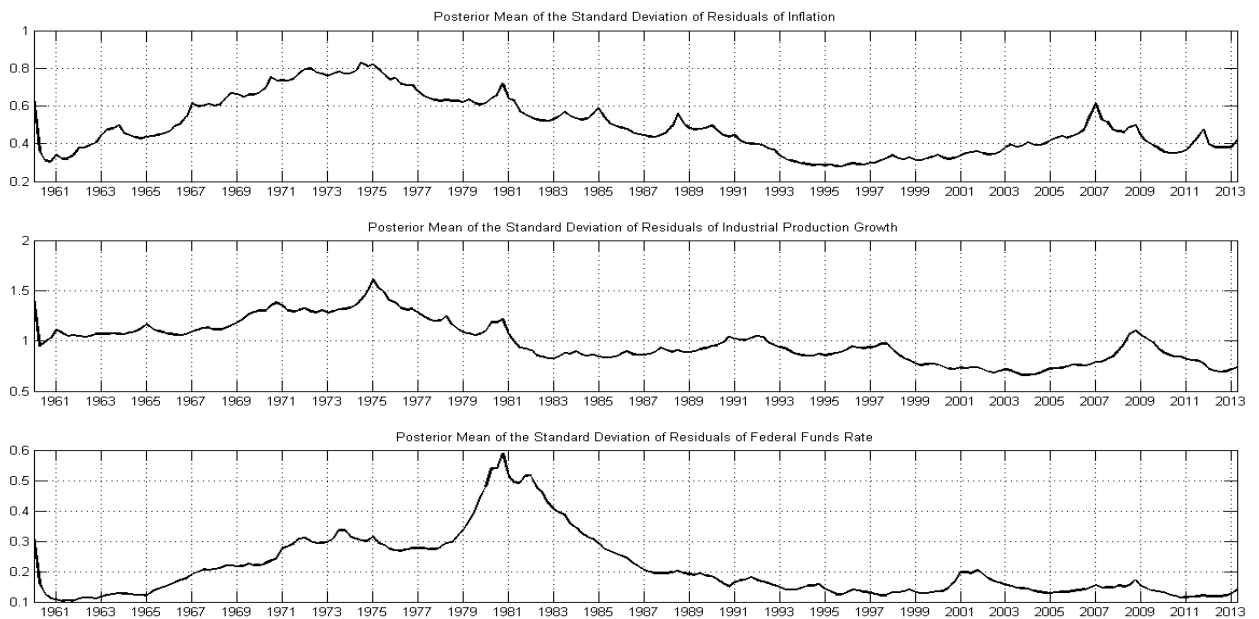 Posterior Mean of the Standard Deviation of Residuals of Inflation
1
0.8
0.6
0.4
0.2
1961 1963 1965 1967 1969 1971 1973 1975 1977 1979 1981 1983 1985 1987 1989 1991 1993 1995 1997 1999 2001 2003 2005 2007 2009 2011 2013
Posterior Mean of the Standard Deviation of Residuals of Industrial Production Growth
2
1.5
1
0.5
1961 1963 1965 1967 1969 1971 1973 1975 1977 1979 1981 1983 1985 1987 1989 1991 1993 1995 1997 1999 2001 2003 2005 2007 2009 2011 2013
Posterior Mean of the Standard Deviation of Residuals of Federal Funds Rate
0.6
0.5
0.4
0.3
0.2
0.1
1961 1963 1965 1967 1969 1971 1973 1975 1977 1979 1981 1983 1985 1987 1989 1991 1993 1995 1997 1999 2001 2003 2005 2007 2009 2011 2013